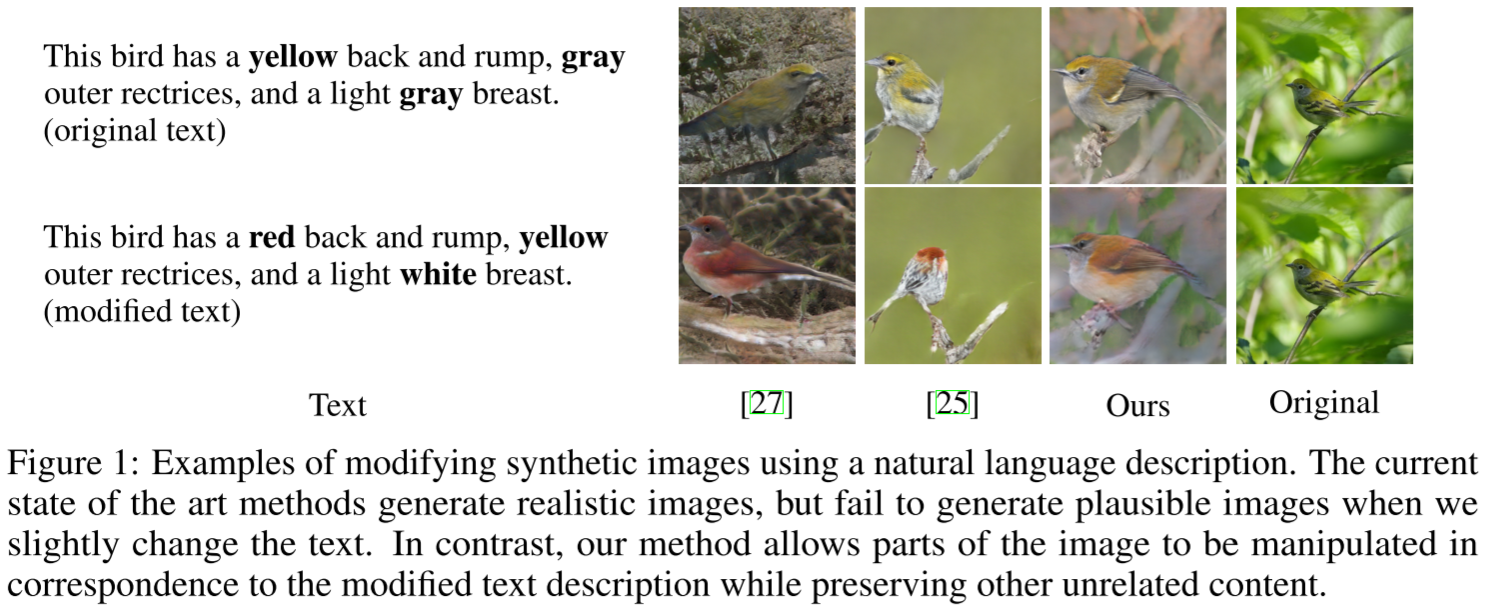 This bird has a yellow back and rump, gray
outer rectrices, and a light gray breast.
(original text)
This bird has a red back and rump, yellow
outer rectrices, and a light white breast.
(modified text)
Text
[27]
[25]
Ours
Original
Figure 1: Examples of modifying synthetic images using a natural language description. The current
state of the art methods generate realistic images, but fail to generate plausible images when we
slightly change the text. In contrast, our method allows parts of the image to be manipulated in
correspondence to the modified text description while preserving other unrelated content.